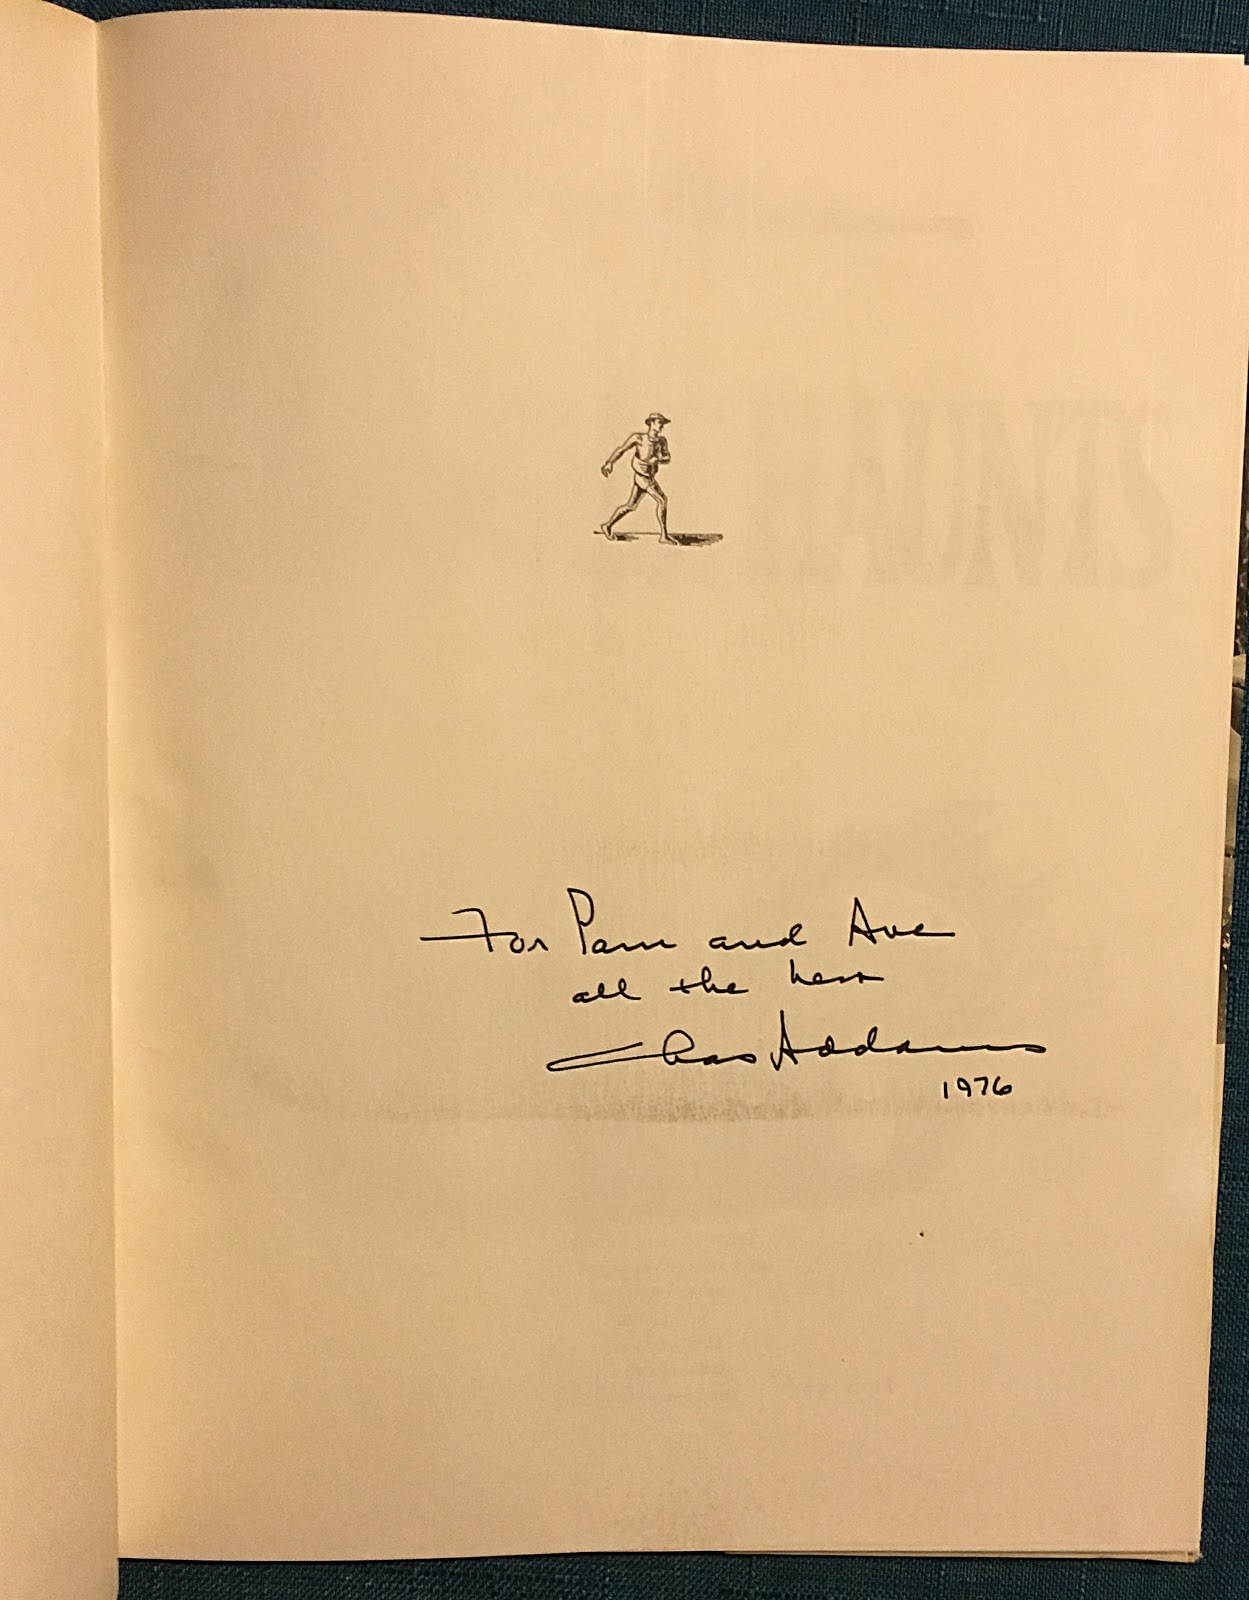 For Pam and Ave
all the best
Chas Addams
1976